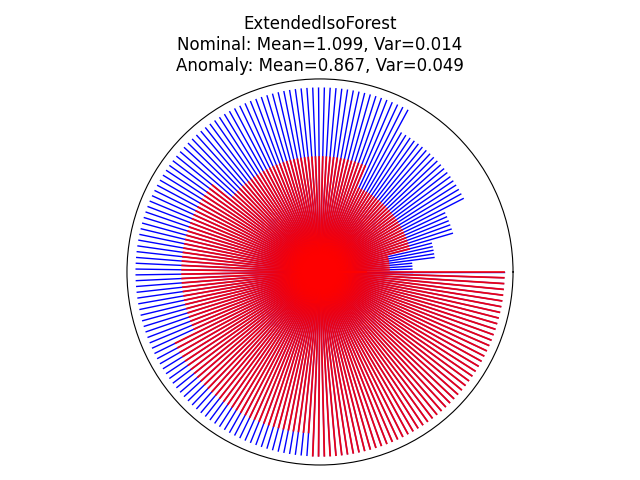 ExtendedIsoForest
Nominal: Mean=1.099, Var=0.014
Anomaly: Mean=0.867, Var=0.049